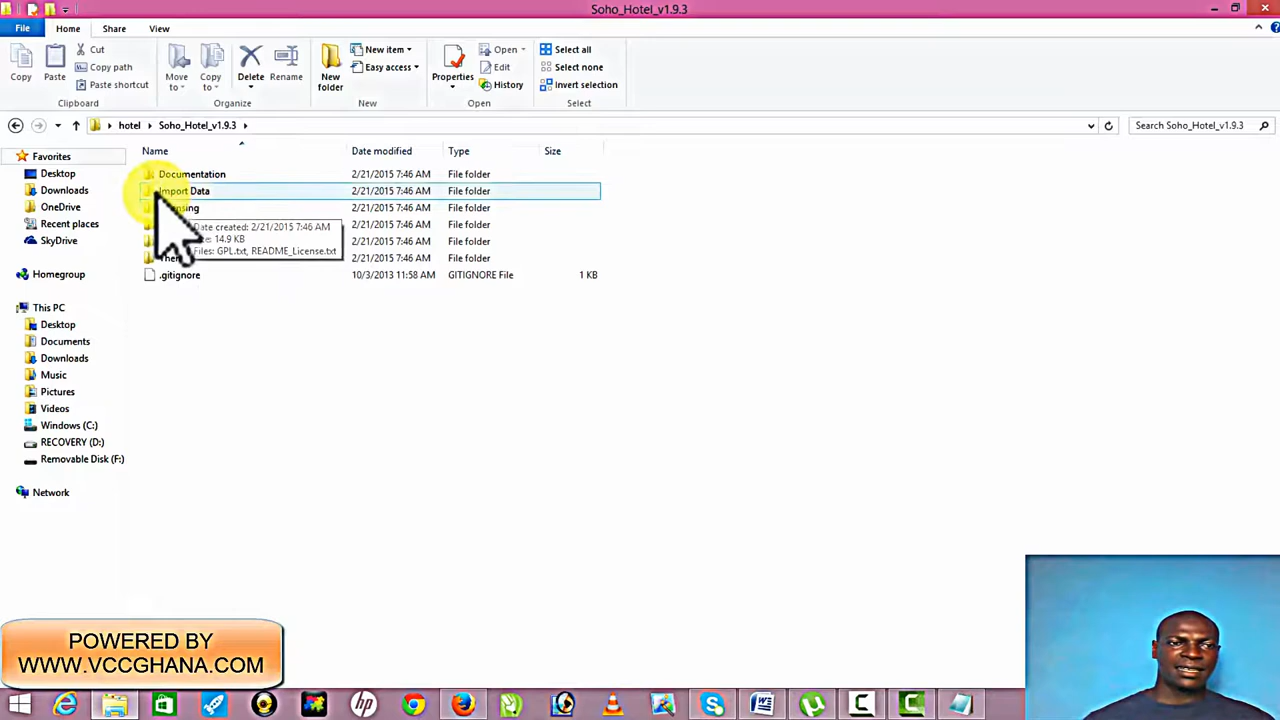 Soho_Hotel_v1.9.3
File Home Share View
Copy
Paste
Cut
Copy path
Paste shortcut
Clipboard
Move to
Copy to
Delete
Rename
Organize
New folder
New item
Easy access
New
Properties
Open
Edit
History
Open
Select all
Select none
Invert selection
Select
hotel Soho_Hotel_v1.9.3
Search Soho_Hotel_v1.9.3
Favorites
Desktop
Downloads
OneDrive
Recent places
SkyDrive
Homegroup
This PC
Desktop
Documents
Downloads
Music
Pictures
Videos
Windows (C:)
RECOVERY (D:)
Removable Disk (F:)
Network
Name Date modified Type Size
Documentation 2/21/2015 7:46 AM File folder
Import Data 2/21/2015 7:46 AM File folder
2/21/2015 7:46 AM File folder
2/21/2015 7:46 AM File folder
2/21/2015 7:46 AM File folder
2/21/2015 7:46 AM File folder
.gitignore 10/3/2013 11:58 AM GITIGNORE File 1 KB
Date created: 2/21/2015 7:46 AM
14.9 KB
Files: GPL.txt, README_License.txt
POWERED BY
WWW.VCCGHANA.COM